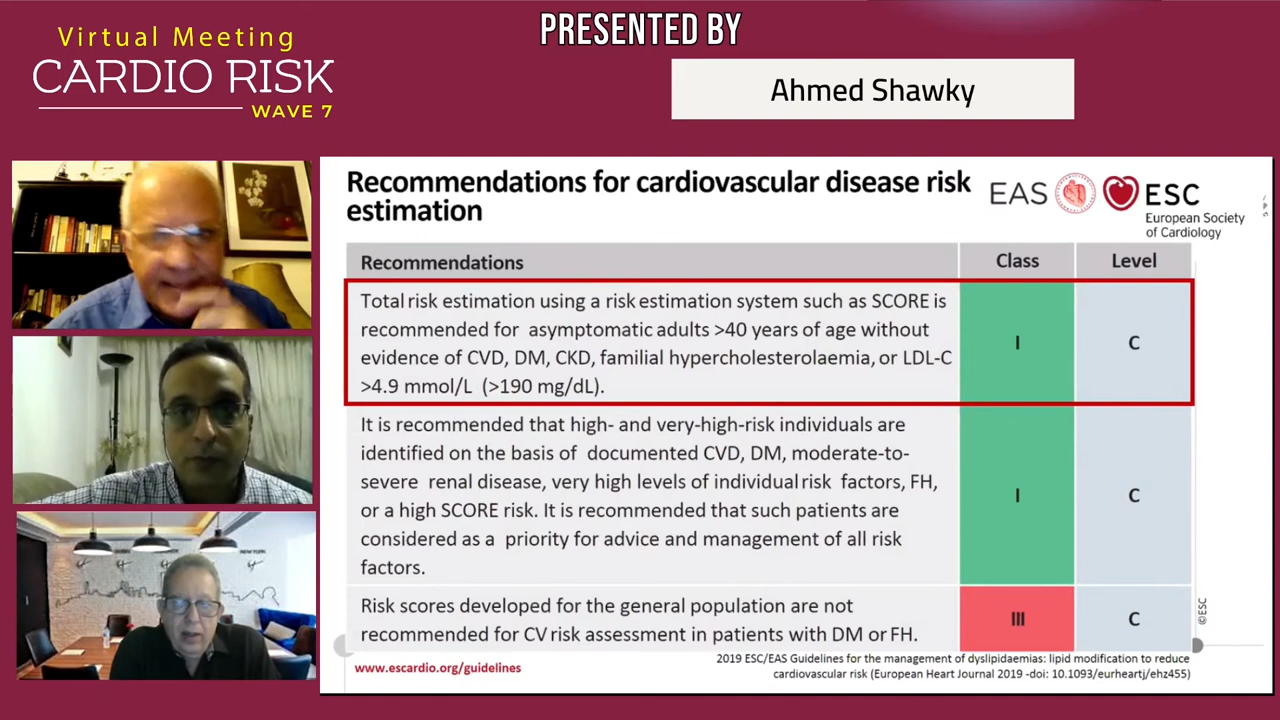 Virtual Meeting
CARDIO RISK
WAVE 7
PRESENTED BY
Ahmed Shawky
Recommendations for cardiovascular disease risk
estimation
EAS
ESC
European Society
of Cardiology
Recommendations Class Level
Total risk estimation using a risk estimation system such as SCORE is
recommended for asymptomatic adults >40 years of age without
evidence of CVD, DM, CKD, familial hypercholesterolaemia, or LDL-C
>4.9 mmol/L (>190 mg/dL).
I C
It is recommended that high- and very-high-risk individuals are
identified on the basis of documented CVD, DM, moderate-to-
severe renal disease, very high levels of individual risk factors, FH,
or a high SCORE risk. It is recommended that such patients are
considered as a priority for advice and management of all risk
factors.
I C
Risk scores developed for the general population are not
recommended for CV risk assessment in patients with DM or FH.
III C
©ESC
www.escardio.org/guidelines
2019 ESC/EAS Guidelines for the management of dyslipidaemias: lipid modification to reduce
cardiovascular risk (European Heart Journal 2019 -doi: 10.1093/eurheartj/ehz455)
NEW YORK